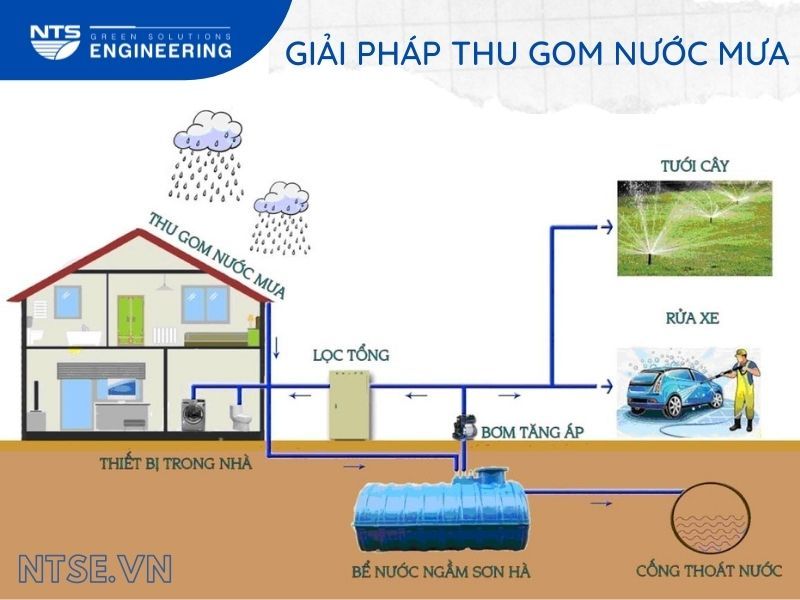 NTS
GREEN SOLUTIONS
ENGINEERING
GIẢI PHÁP THU GOM NƯỚC MƯA
TƯỚI CÂY
THU GOM NƯỚC MƯA
RỬA XE
LỌC TỔNG
BƠM TĂNG ÁP
THIẾT BỊ TRONG NHÀ
BỂ NƯỚC NGẦM SƠN HÀ
CỐNG THOÁT NƯỚC
NTSE.VN